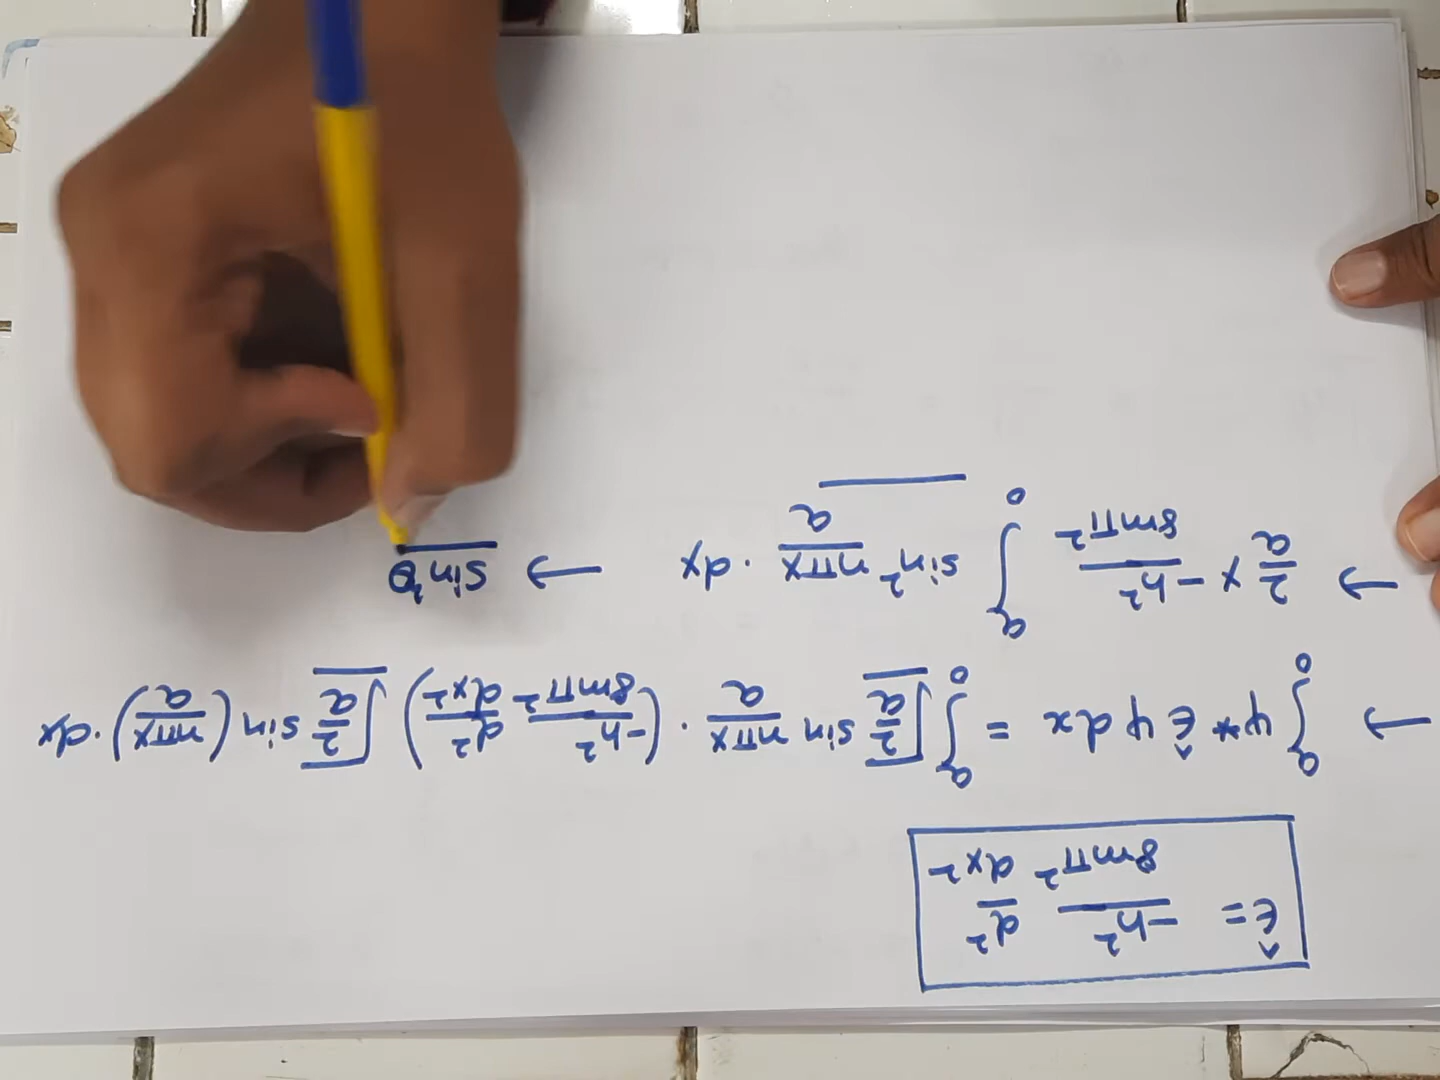 Ê = -h²/8mπ² d²/dx²
→ ∫₀ᵃ ψ* Ê ψ dx = ∫₀ᵃ √(2/a) sin nπx/a · (-h²/8mπ² d²/dx²) √(2/a) sin (nπx/a) · dx
→ 2/a × -h²/8mπ² ∫₀ᵃ sin² nπx/a · dx → sin²θ